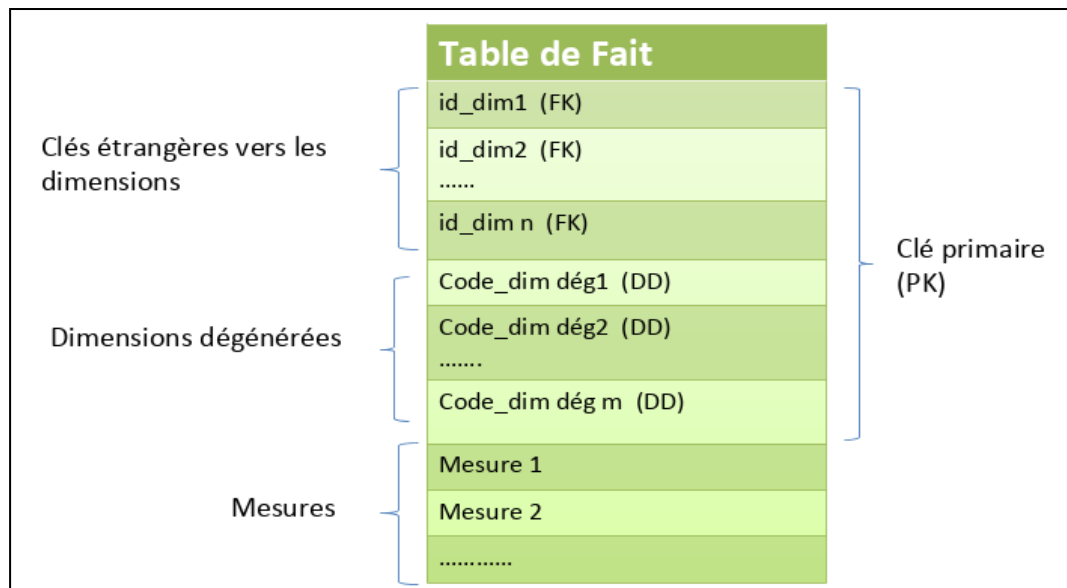 Table de Fait
id_dim1 (FK)
id_dim2 (FK)
......
id_dim n (FK)
Code_dim dég1 (DD)
Code_dim dég2 (DD)
.......
Code_dim dég m (DD)
Mesure 1
Mesure 2
............
Clés étrangères vers les
dimensions
Dimensions dégénérées
Mesures
Clé primaire
(PK)